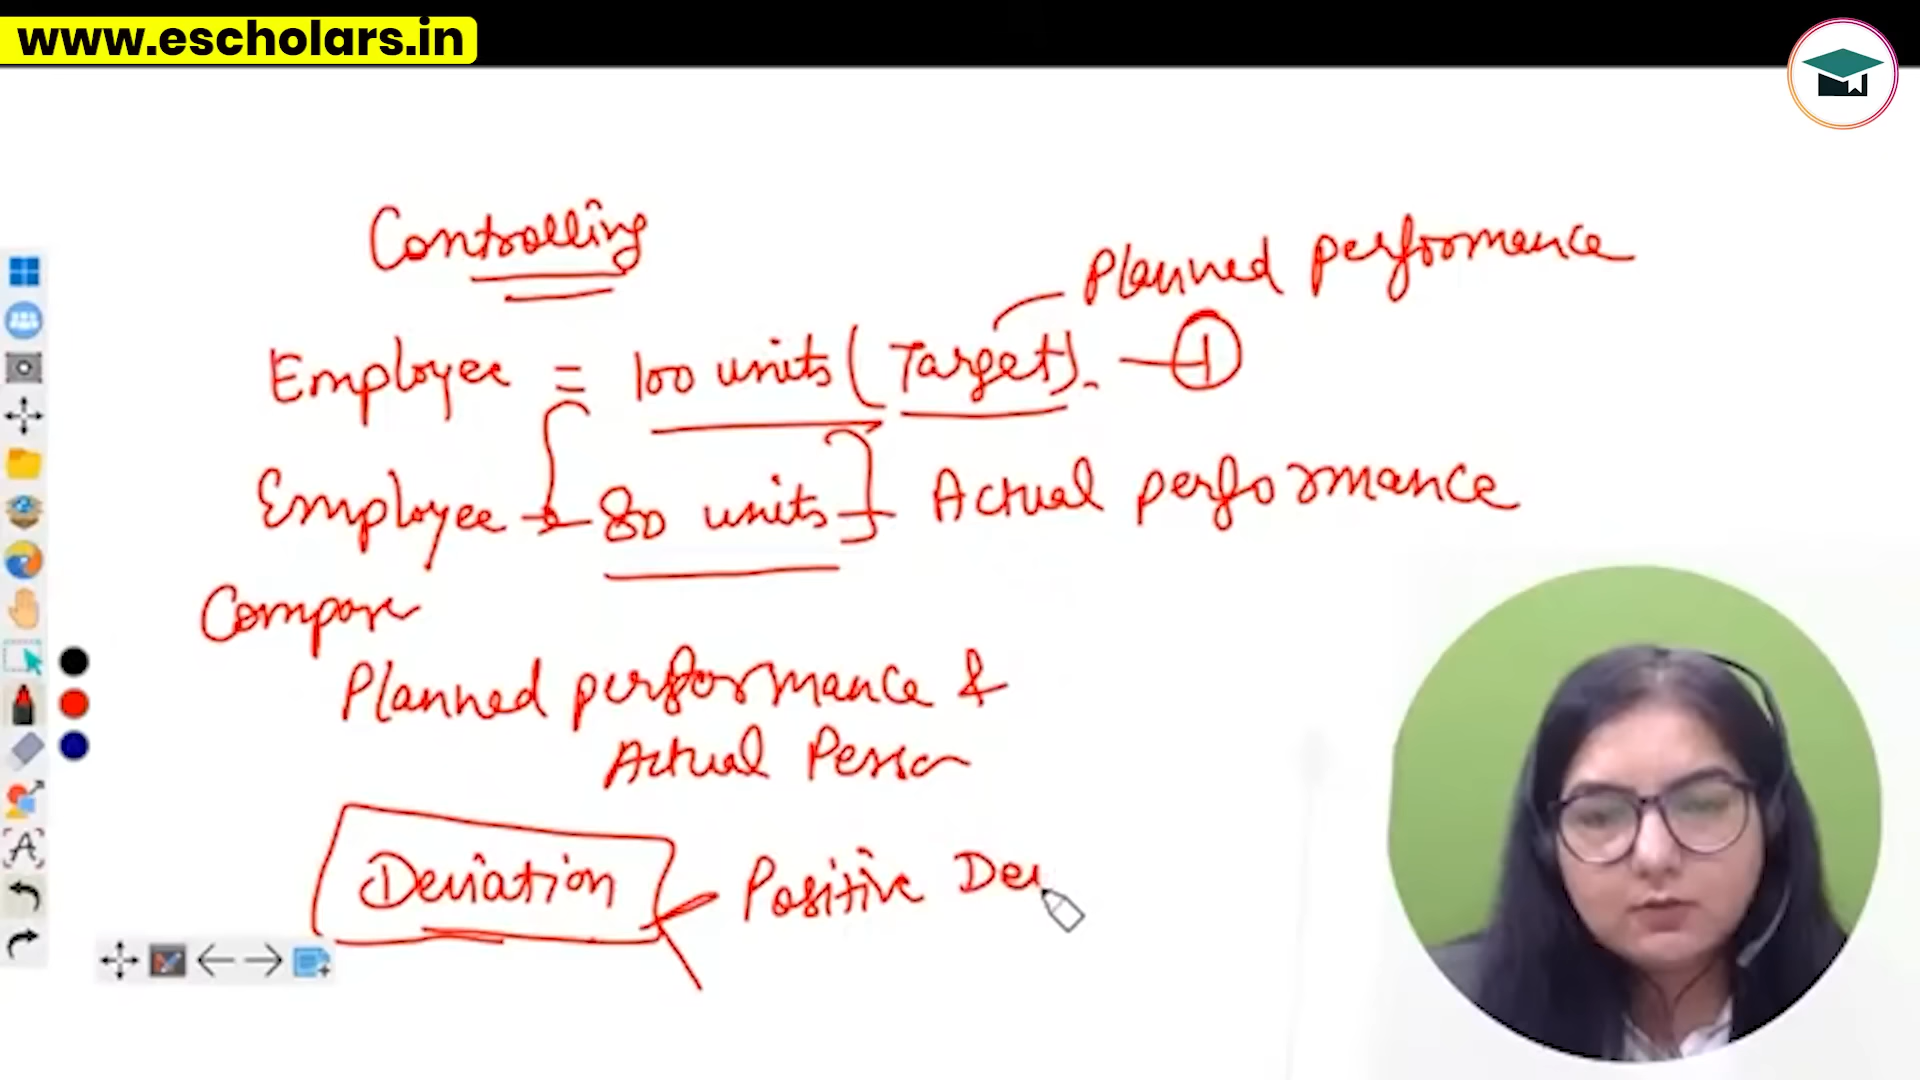 www.escholars.in
Controlling
Planned performance
Employee = 100 units (Target). — 1
Employee → 80 units — Actual performance
Compare
Planned performance &
Actual
Deviation
Positive Dev